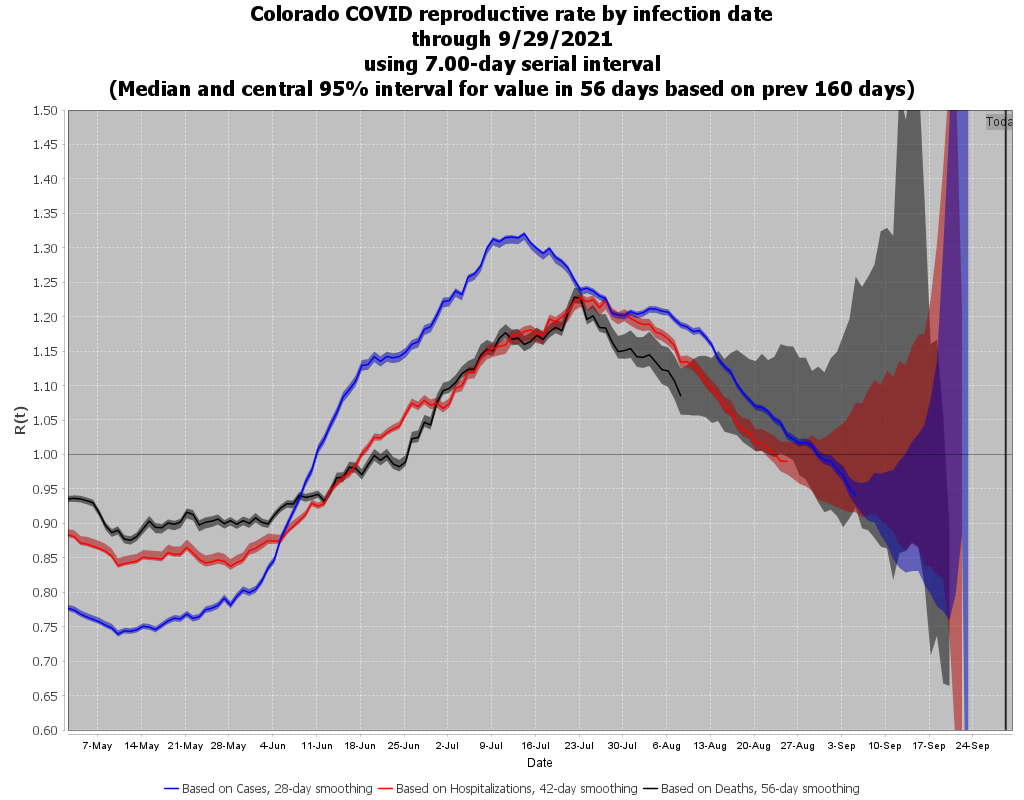 Colorado COVID reproductive rate by infection date
through 9/29/2021
using 7.00-day serial interval
(Median and central 95% interval for value in 56 days based on prev 160 days)
Toda
1.50
1.45
1.40
1.35
1.30
1.25
1.20
1.15
1.10
1.05
1.00
0.95
0.90
0.85
0.80
0.75
0.70
0.65
0.60
R(t)
7-May 14-May 21-May 28-May 4-Jun 11-Jun 18-Jun 25-Jun 2-Jul 9-Jul 16-Jul 23-Jul 30-Jul 6-Aug 13-Aug 20-Aug 27-Aug 3-Sep 10-Sep 17-Sep 24-Sep
Date
Based on Cases, 28-day smoothing Based on Hospitalizations, 42-day smoothing Based on Deaths, 56-day smoothing